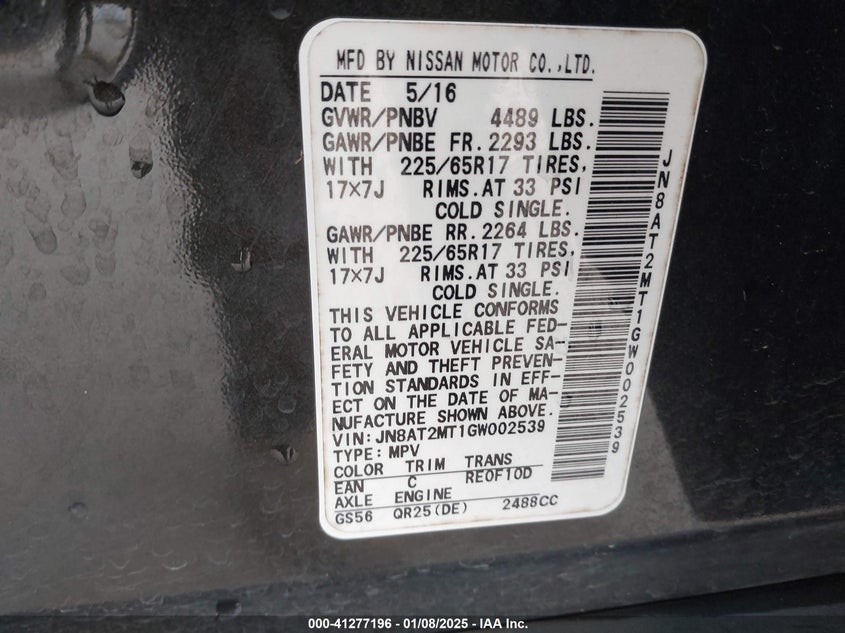 MFD BY NISSAN MOTOR CO.,LTD.
DATE 5/16
GVWR/PNBV 4489 LBS.
GAWR/PNBE FR. 2293 LBS.
WITH 225/65R17 TIRES,
17×7J RIMS.AT 33 PSI
COLD SINGLE.
GAWR/PNBE RR. 2264 LBS.
WITH 225/65R17 TIRES,
17×7J RIMS.AT 33 PSI
COLD SINGLE.
THIS VEHICLE CONFORMS
TO ALL APPLICABLE FED-
ERAL MOTOR VEHICLE SA-
FETY AND THEFT PREVEN-
TION STANDARDS IN EFF-
ECT ON THE DATE OF MA-
NUFACTURE SHOWN ABOVE.
VIN:JN8AT2MT1GW002539
TYPE:MPV
COLOR TRIM TRANS
EAN C RE0F10D
AXLE ENGINE
GS56 QR25(DE) 2488CC
JN8AT2MT1GW002539
000-41277196 - 01/08/2025 - IAA Inc.